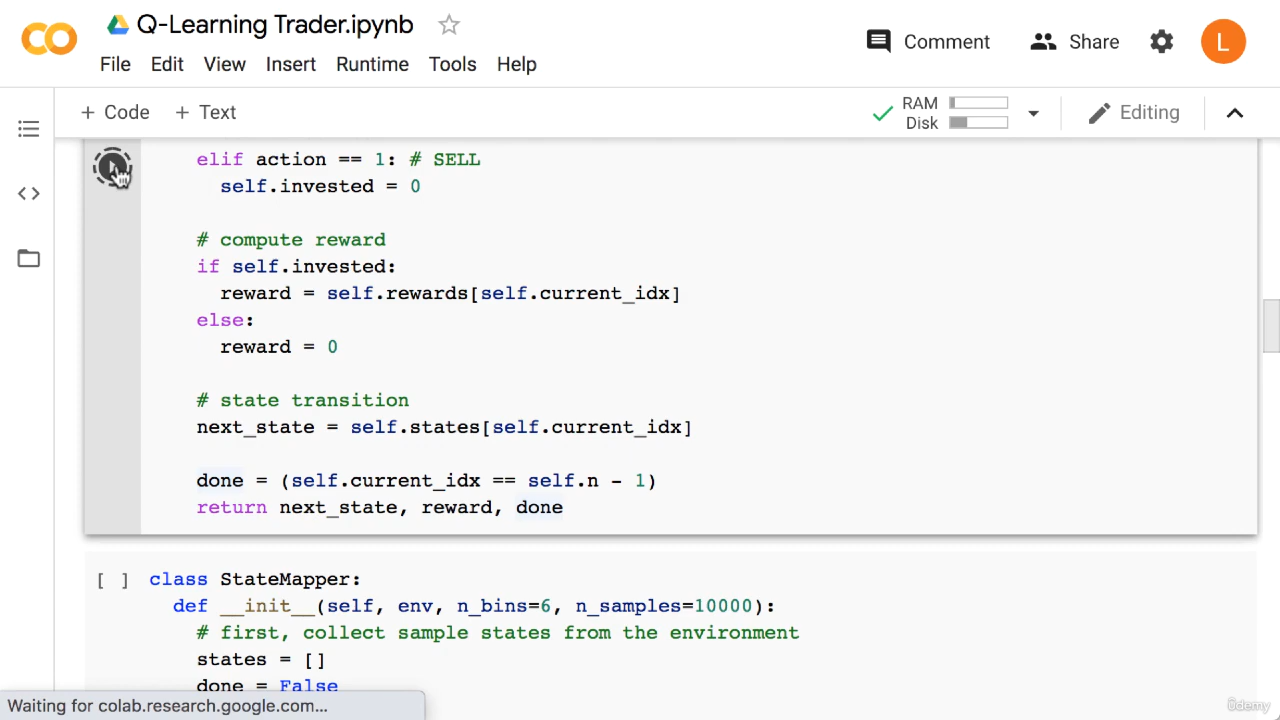 Q-Learning Trader.ipynb
File Edit View Insert Runtime Tools Help
Comment Share L
+ Code + Text
RAM
Disk
Editing
elif action == 1: # SELL
self.invested = 0
# compute reward
if self.invested:
reward = self.rewards[self.current_idx]
else:
reward = 0
# state transition
next_state = self.states[self.current_idx]
done = (self.current_idx == self.n - 1)
return next_state, reward, done
[ ] class StateMapper:
def __init__(self, env, n_bins=6, n_samples=10000):
# first, collect sample states from the environment
states = []
done = False
Waiting for colab.research.google.com...
ûdemy